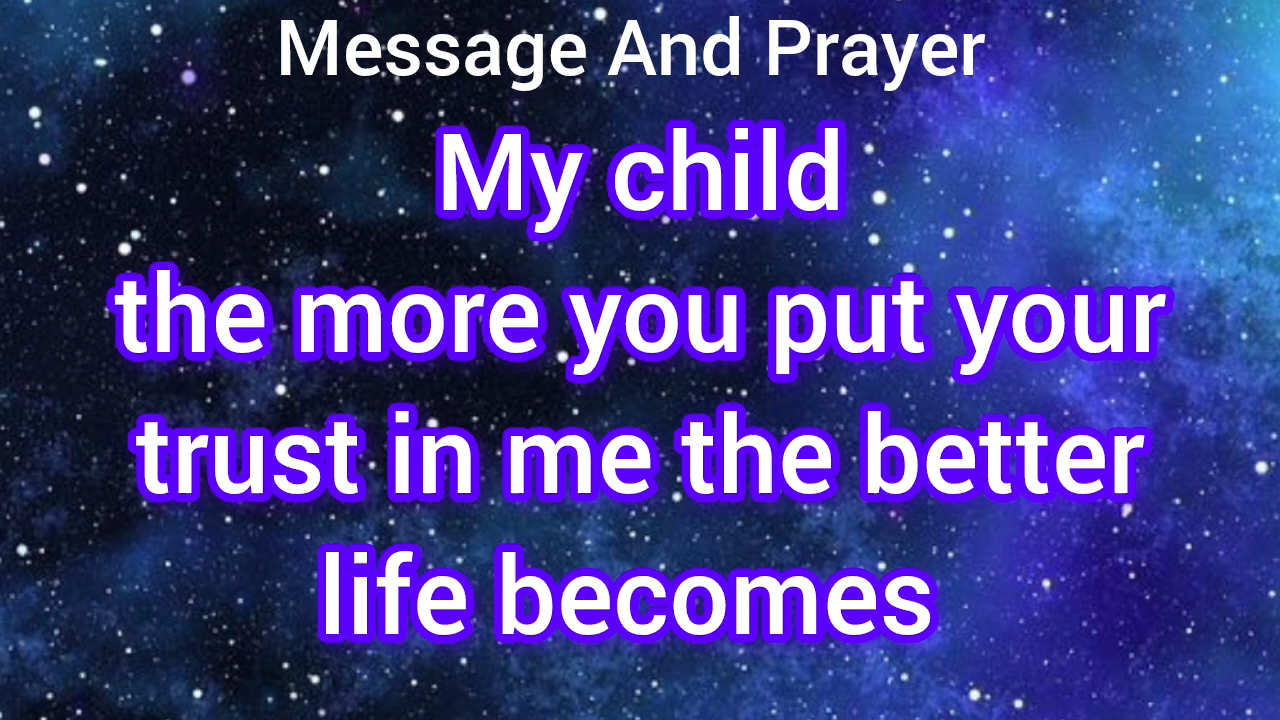 Message And Prayer
My child
the more you put your
trust in me the better
life becomes